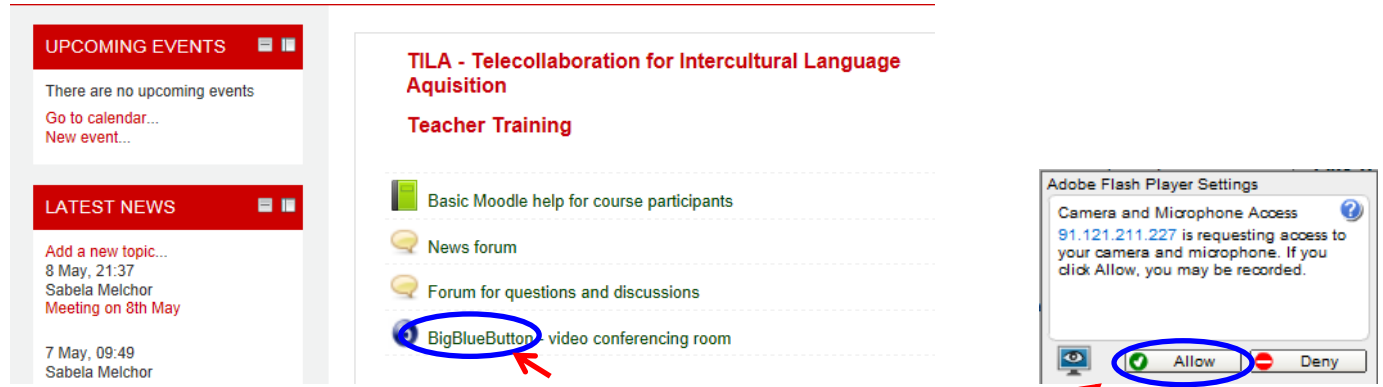 UPCOMING EVENTS
There are no upcoming events
Go to calendar...
New event...
LATEST NEWS
Add a new topic...
8 May, 21:37
Sabela Melchor
Meeting on 8th May
7 May, 09:49
Sabela Melchor
TILA - Telecollaboration for Intercultural Language
Aquisition
Teacher Training
Basic Moodle help for course participants
News forum
Forum for questions and discussions
BigBlueButton - video conferencing room
Adobe Flash Player Settings
Camera and Microphone Access
91.121.211.227 is requesting access to
your camera and microphone. If you
click Allow, you may be recorded.
Allow
Deny